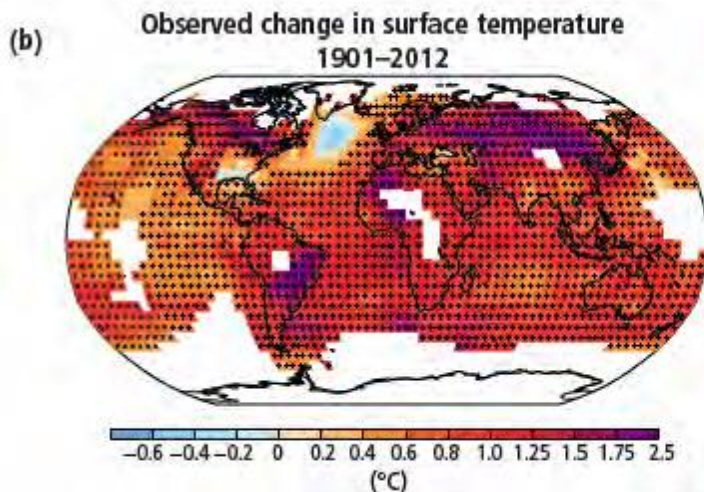 (b)
Observed change in surface temperature
1901–2012
−0.6 −0.4 −0.2 0 0.2 0.4 0.6 0.8 1.0 1.25 1.5 1.75 2.5
(°C)